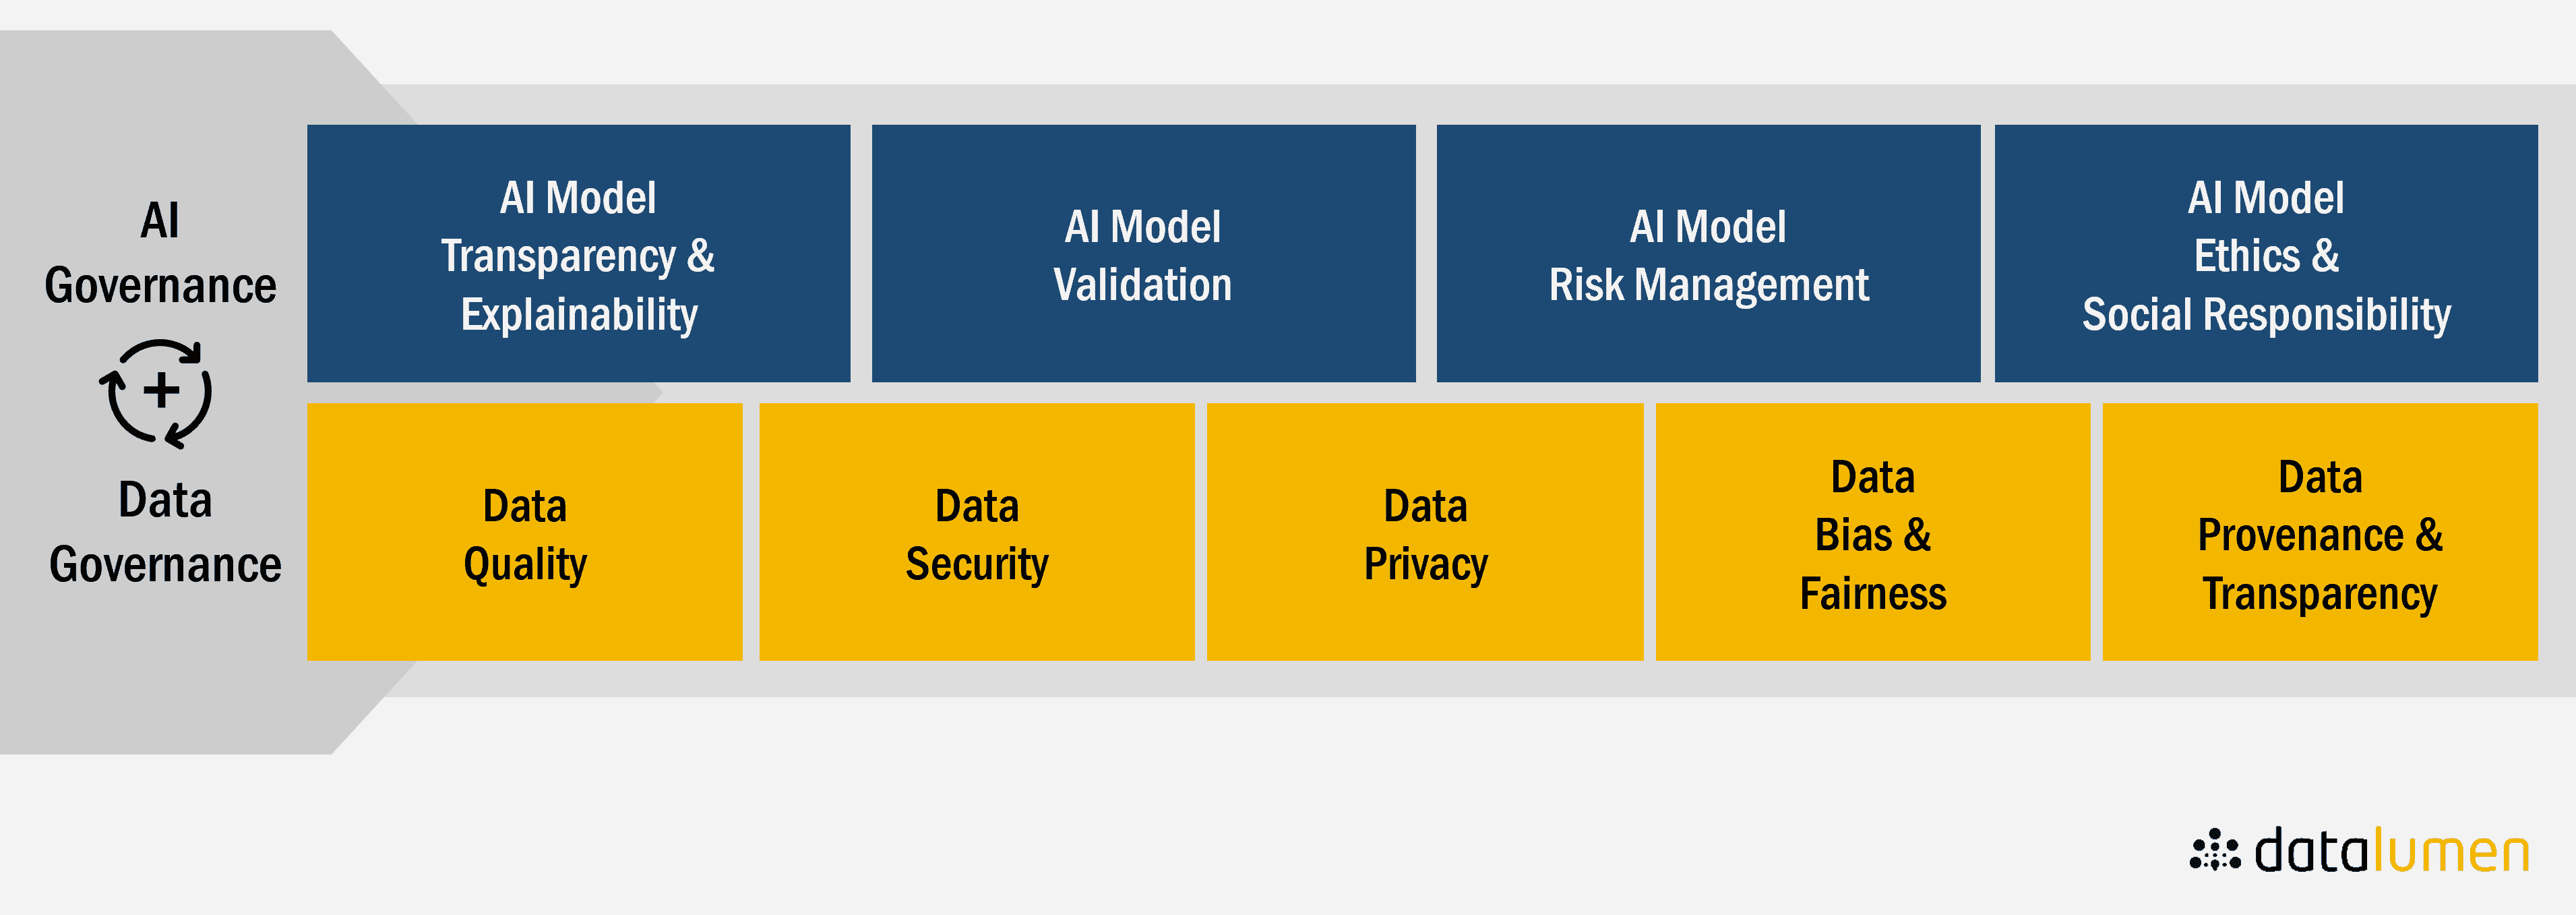 AI
Governance
+
Data
Governance
AI Model
Transparency &
Explainability
AI Model
Validation
AI Model
Risk Management
AI Model
Ethics &
Social Responsibility
Data
Quality
Data
Security
Data
Privacy
Data
Bias &
Fairness
Data
Provenance &
Transparency
datalumen